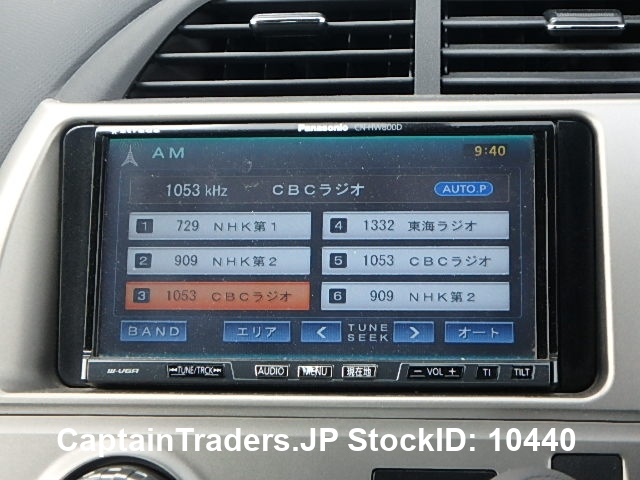 Strada
Panasonic CN-HW800D
AM 9:40
1053 kHz CBCラジオ AUTO.P
1 729 NHK第1
4 1332 東海ラジオ
2 909 NHK第2
5 1053 CBCラジオ
3 1053 CBCラジオ
6 909 NHK第2
BAND エリア < TUNE SEEK > オート
W-VGA TUNE/TRCK AUDIO MENU 現在地 − VOL + TI TILT
CaptainTraders.JP StockID: 10440